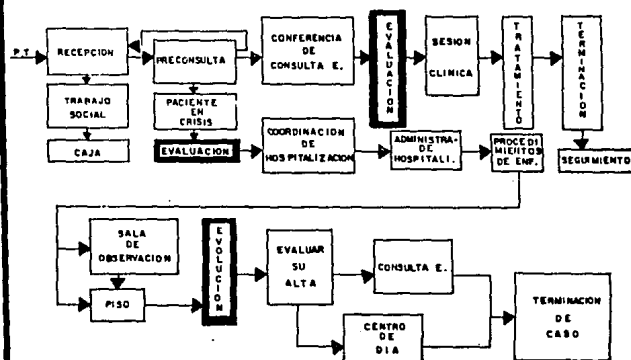 P.T
RECEPCION
PRECONSULTA
CONFERENCIA
DE
CONSULTA E.
EVALUACION
SESION
CLINICA
TRATAMIENTO
TERMINACION
TRABAJO
SOCIAL
CAJA
PACIENTE
EN
CRISIS
EVALUACION
COORDINACION
DE
HOSPITALIZACION
ADMINISTRA-
DE
HOSPITALI.
PROCEDI
MIENTOS
DE ENF.
SEGUIMIENTO
SALA
DE
OBSERVACION
PISO
EVOLUCION
EVALUAR
SU
ALTA
CONSULTA E.
CENTRO
DE
DIA
TERMINACION
DE
CASO